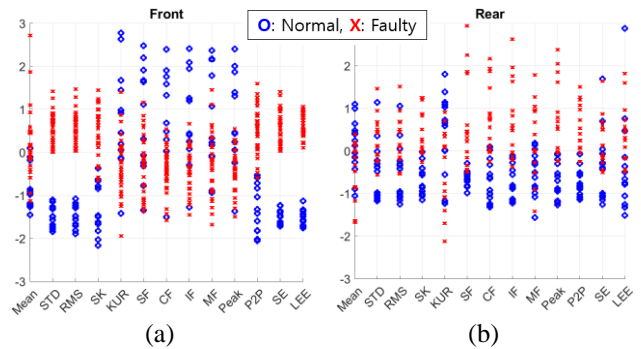 Front
O: Normal, X: Faulty
Rear
3
2
1
0
-1
-2
-3
Mean STD RMS SK KUR SF CF IF MF Peak P2P SE LEE
3
2
1
0
-1
-2
-3
Mean STD RMS SK KUR SF CF IF MF Peak P2P SE LEE
(a)
(b)